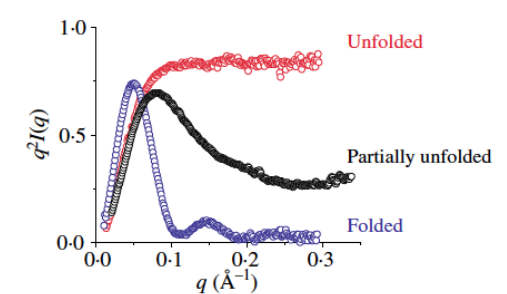 1·0
Unfolded
0·5
q²I(q)
Partially unfolded
Folded
0·0
0·0 0·1 0·2 0·3
q (Å⁻¹)